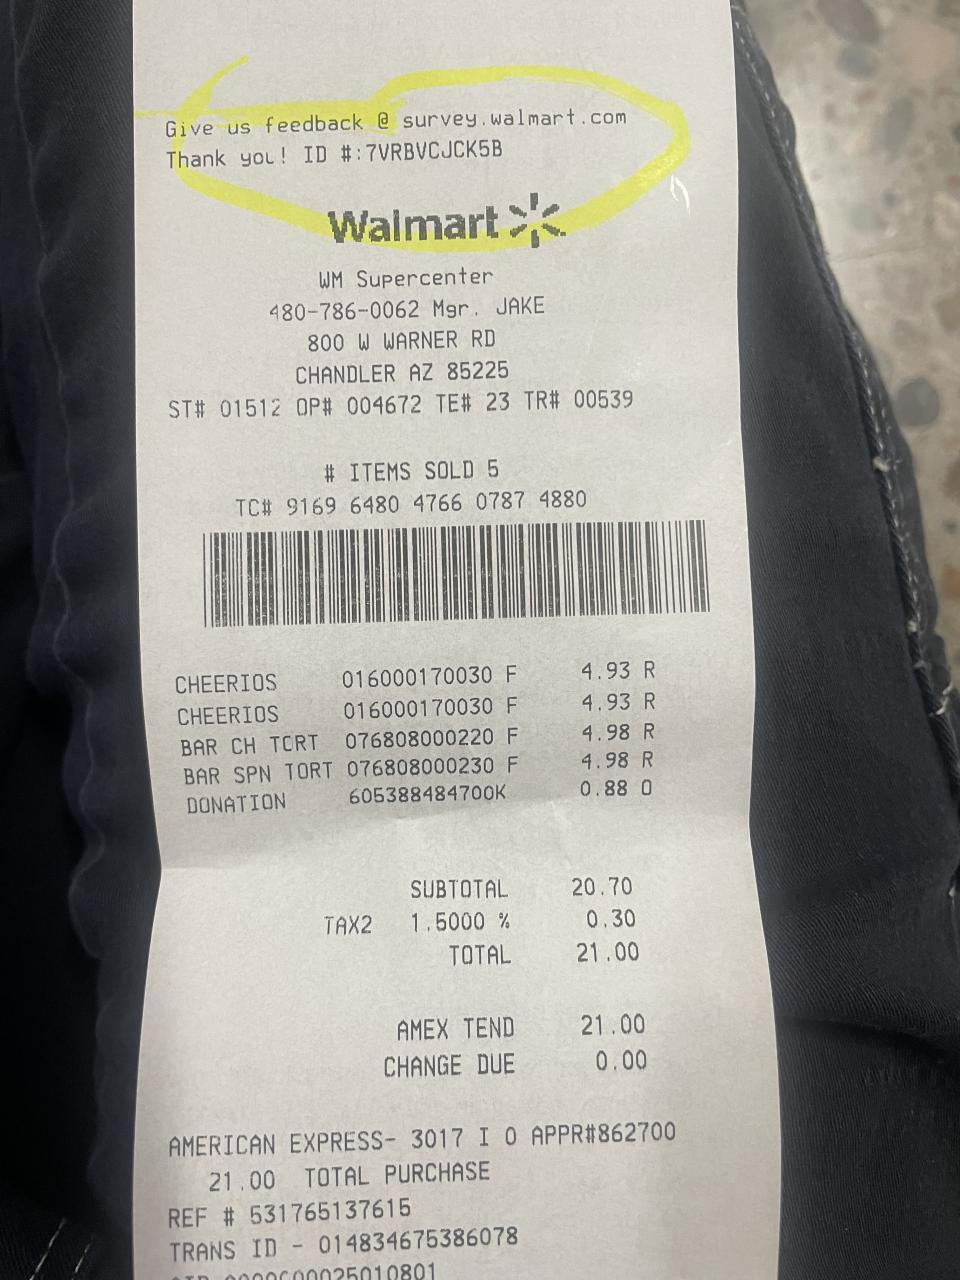 Give us feedback @ survey.walmart.com
Thank you! ID #:7VRBVCJCK5B
Walmart
WM Supercenter
480-786-0062 Mgr. JAKE
800 W WARNER RD
CHANDLER AZ 85225
ST# 01512 OP# 004672 TE# 23 TR# 00539
# ITEMS SOLD 5
TC# 9169 6480 4766 0787 4880
CHEERIOS 016000170030 F 4.93 R
CHEERIOS 016000170030 F 4.93 R
BAR CH TORT 076808000220 F 4.98 R
BAR SPN TORT 076808000230 F 4.98 R
DONATION 605388484700K 0.88 O
SUBTOTAL 20.70
TAX2 1.5000 % 0.30
TOTAL 21.00
AMEX TEND 21.00
CHANGE DUE 0.00
AMERICAN EXPRESS- 3017 I 0 APPR#862700
21.00 TOTAL PURCHASE
REF # 531765137615
TRANS ID - 014834675386078